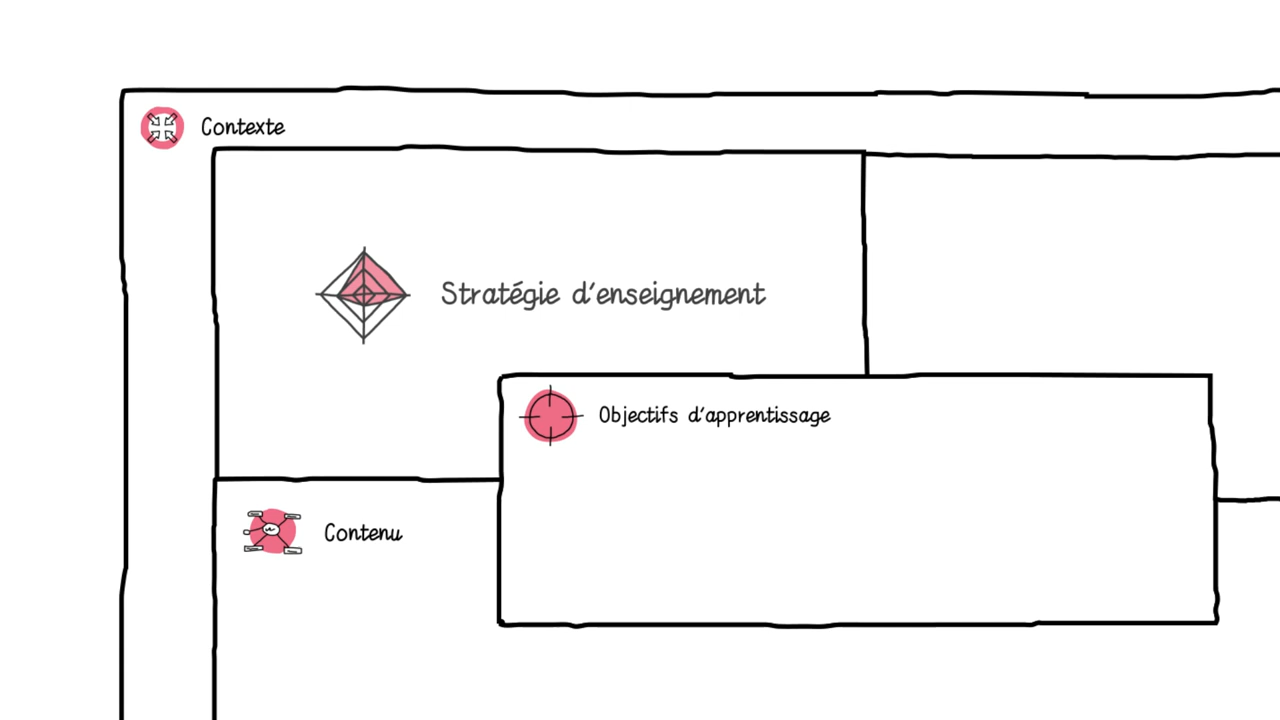 Contexte
Stratégie d'enseignement
Objectifs d'apprentissage
Contenu